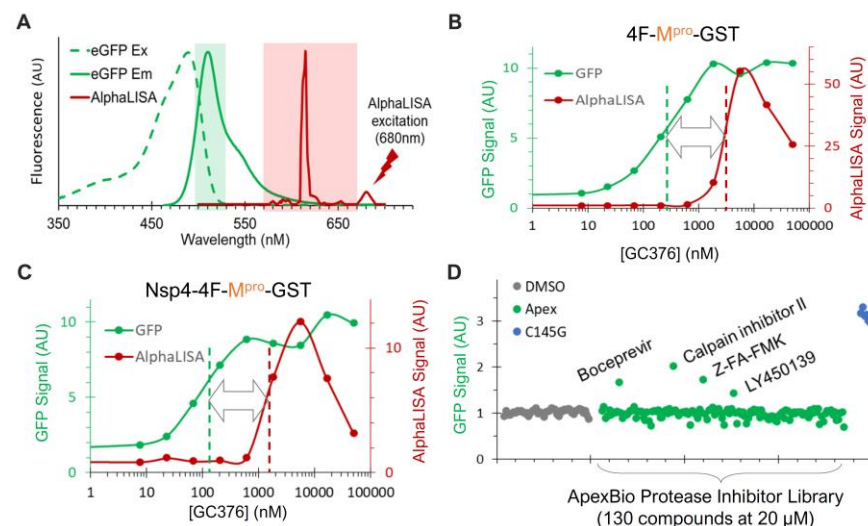 A
eGFP Ex
eGFP Em
AlphaLISA
AlphaLISA
excitation
(680nm)
Fluorescence (AU)
350 450 550 650
Wavelength (nM)
B
4F-Mpro-GST
GFP
AlphaLISA
GFP Signal (AU)
10
5
0
AlphaLISA Signal (AU)
50
25
0
1 10 100 1000 10000 100000
[GC376] (nM)
C
Nsp4-4F-Mpro-GST
GFP
AlphaLISA
GFP Signal (AU)
10
5
0
AlphaLISA Signal (AU)
10
0
1 10 100 1000 10000 100000
[GC376] (nM)
D
DMSO
Apex
C145G
GFP Signal (AU)
3
2
1
0
Boceprevir
Calpain inhibitor II
Z-FA-FMK
LY450139
ApexBio Protease Inhibitor Library
(130 compounds at 20 µM)